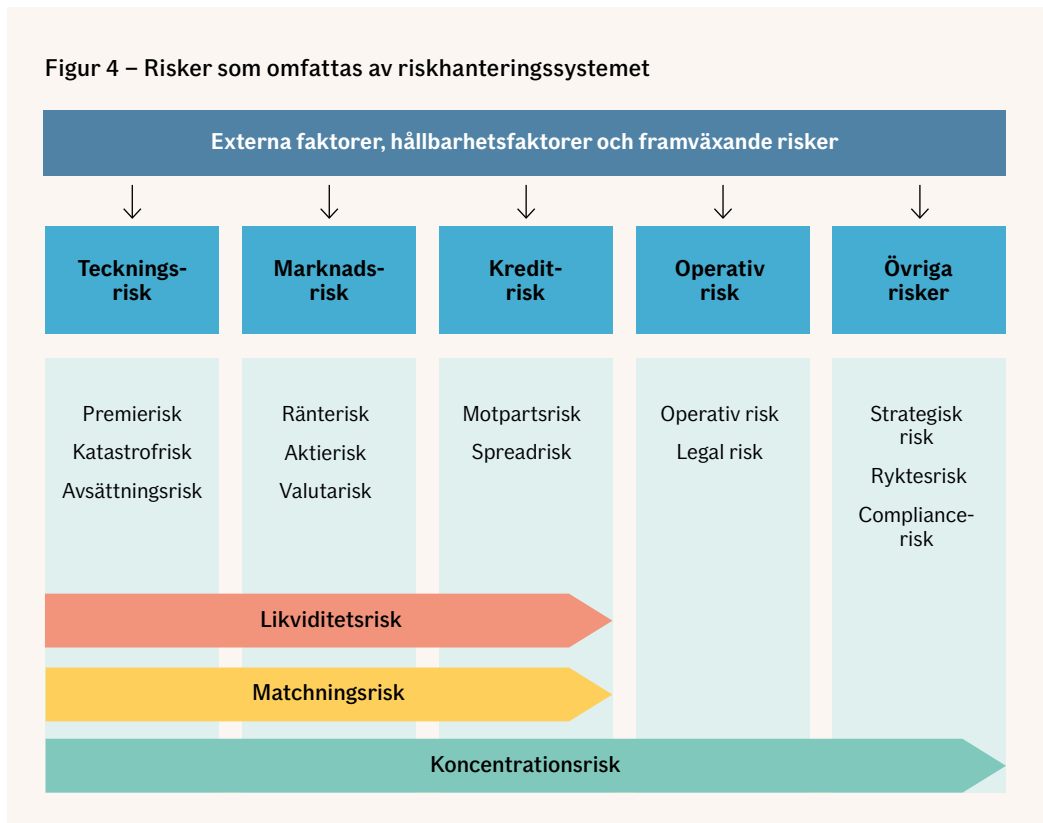 Figur 4 – Risker som omfattas av riskhanteringssystemet
Externa faktorer, hållbarhetsfaktorer och framväxande risker
Tecknings-
risk
Marknads-
risk
Kredit-
risk
Operativ
risk
Övriga
risker
Premierisk
Katastrofrisk
Avsättningsrisk
Ränterisk
Aktierisk
Valutarisk
Motpartsrisk
Spreadrisk
Operativ risk
Legal risk
Strategisk
risk
Ryktesrisk
Compliance-
risk
Likviditetsrisk
Matchningsrisk
Koncentrationsrisk